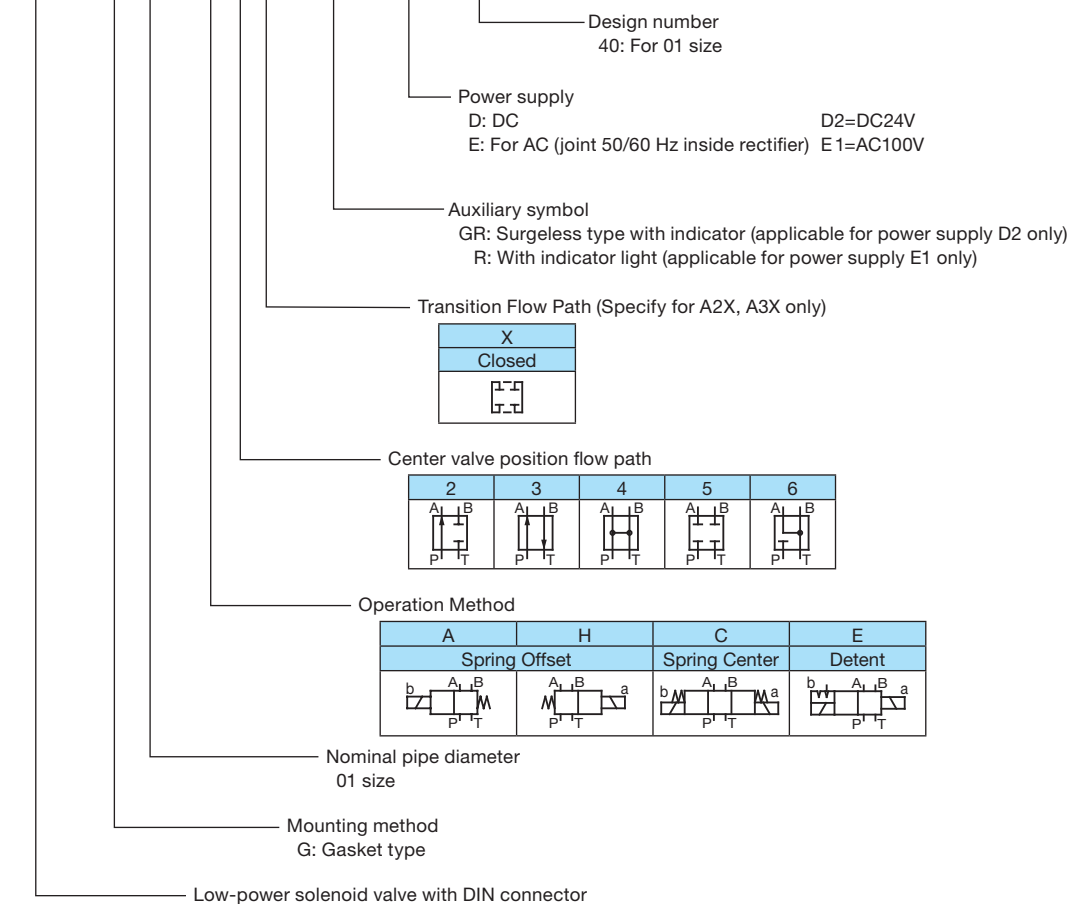 Design number
40: For 01 size
Power supply
D: DC D2=DC24V
E: For AC (joint 50/60 Hz inside rectifier) E1=AC100V
Auxiliary symbol
GR: Surgeless type with indicator (applicable for power supply D2 only)
R: With indicator light (applicable for power supply E1 only)
Transition Flow Path (Specify for A2X, A3X only)
X
Closed
Center valve position flow path
2 3 4 5 6
A B A B A B A B A B
P T P T P T P T P T
Operation Method
A H C E
Spring Offset Spring Center Detent
b A B A B a b A B a b A B a
P T P T P T P T
Nominal pipe diameter
01 size
Mounting method
G: Gasket type
Low-power solenoid valve with DIN connector